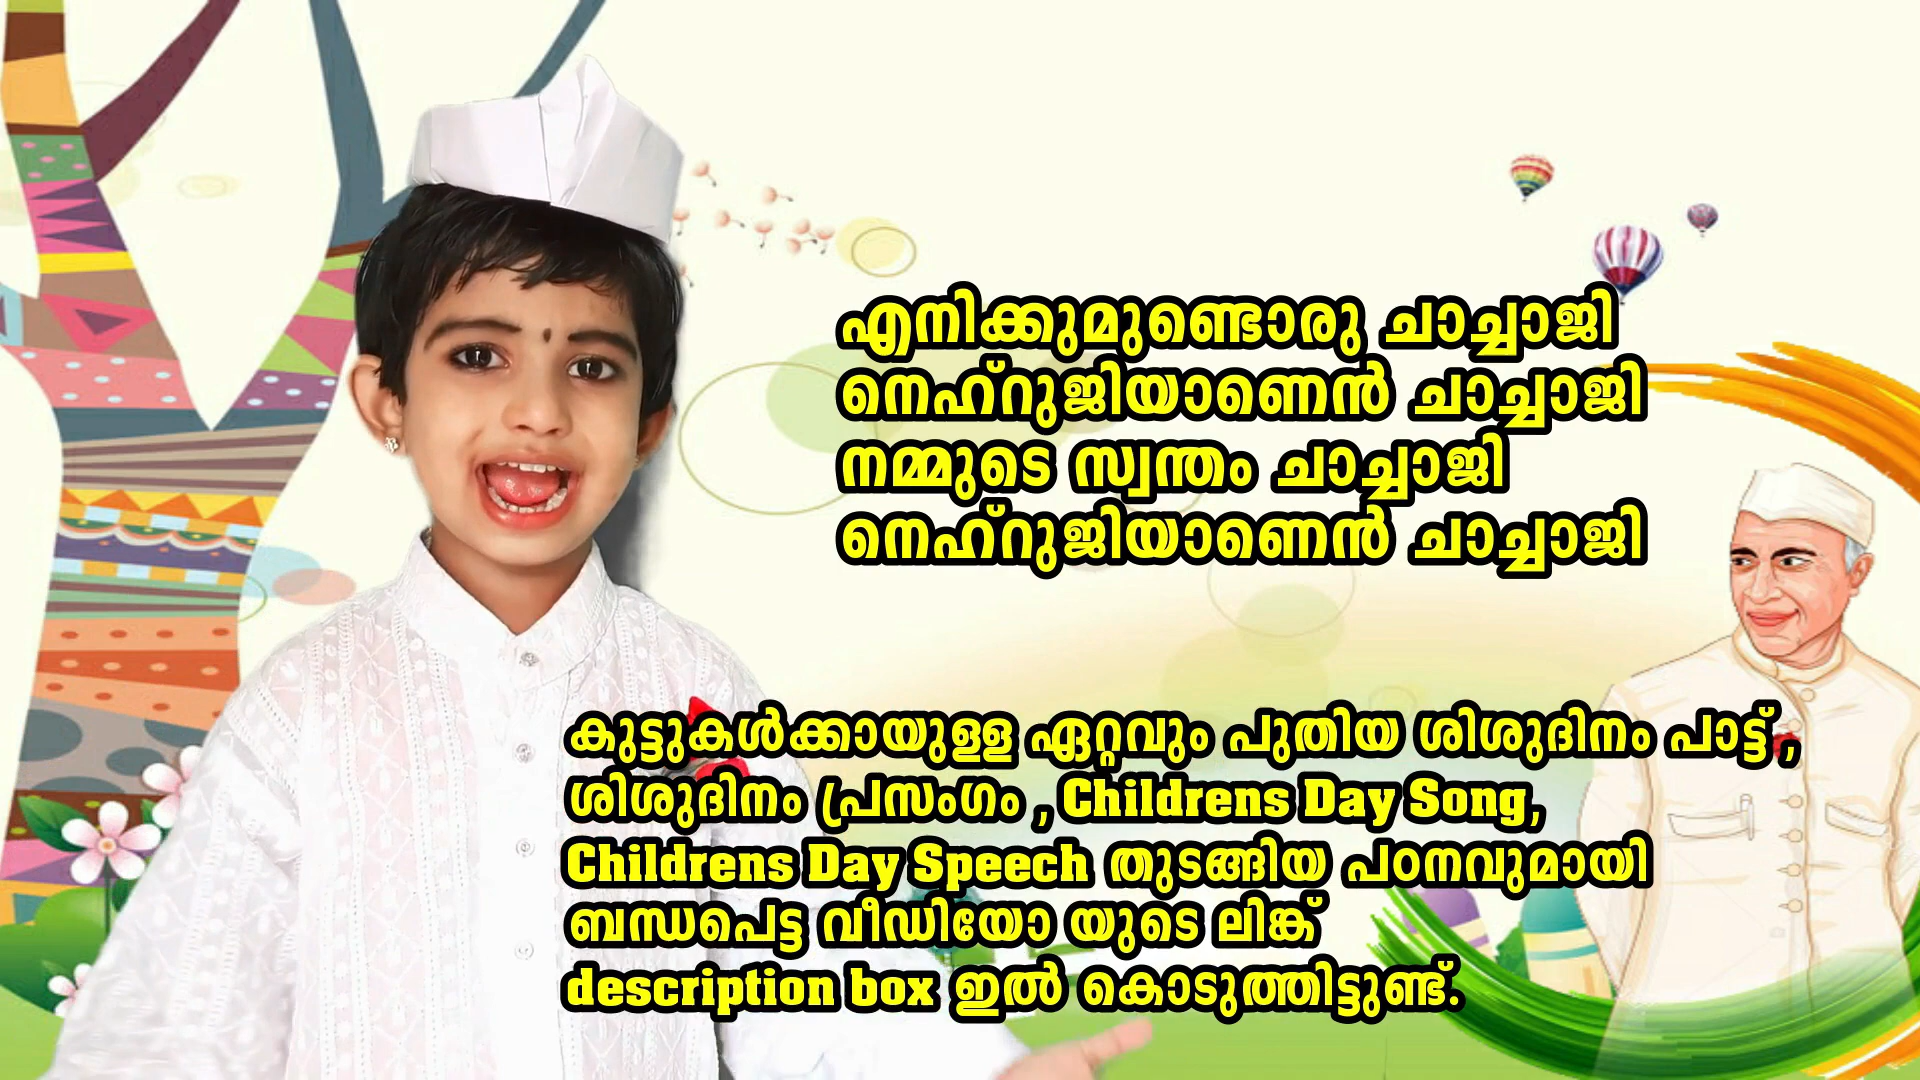 എനിക്കുമുണ്ടൊരു ചാച്ചാജി
നെഹ്റുജിയാണെൻ ചാച്ചാജി
നമ്മുടെ സ്വന്തം ചാച്ചാജി
നെഹ്റുജിയാണെൻ ചാച്ചാജി
കുട്ടുകൾക്കായുള്ള ഏറ്റവും പുതിയ ശിശുദിനം പാട്ട് ,
ശിശുദിനം പ്രസംഗം , Childrens Day Song,
Childrens Day Speech തുടങ്ങിയ പഠനവുമായി
ബന്ധപെട്ട വീഡിയോ യുടെ ലിങ്ക്
description box ഇൽ കൊടുത്തിട്ടുണ്ട്.